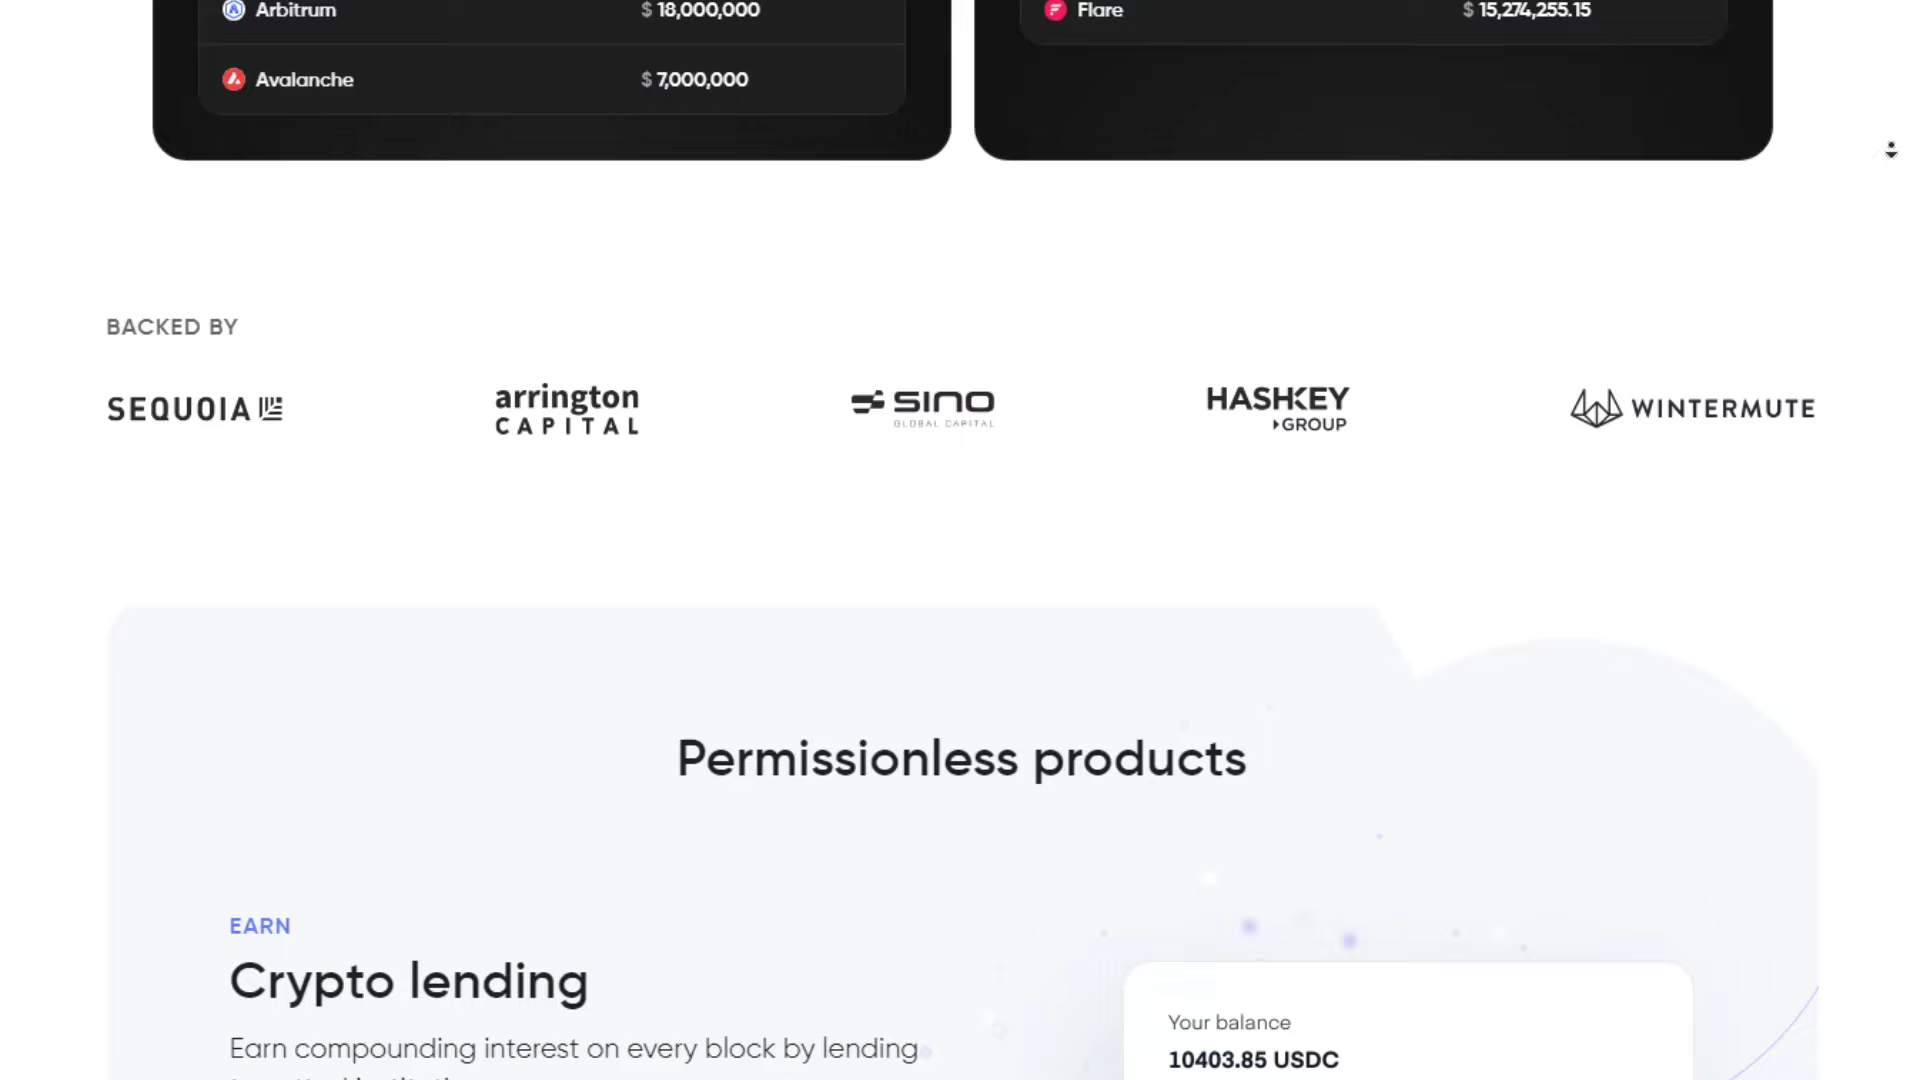 Arbitrum $ 18,000,000
Flare $ 15,274,255.15
Avalanche $ 7,000,000
BACKED BY
SEQUOIA
arrington CAPITAL
SINO GLOBAL CAPITAL
HASHKEY GROUP
WINTERMUTE
Permissionless products
EARN
Crypto lending
Earn compounding interest on every block by lending
Your balance
10403.85 USDC